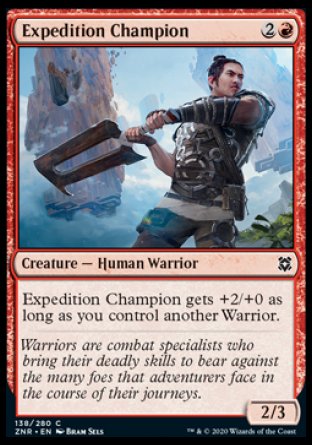 Expedition Champion 2
Creature — Human Warrior
Expedition Champion gets +2/+0 as
long as you control another Warrior.
Warriors are combat specialists who
bring their deadly skills to bear against
the many foes that adventurers face in
the course of their journeys.
2/3
138/280 C
ZNR • EN Bram Sels ™ & © 2020 Wizards of the Coast